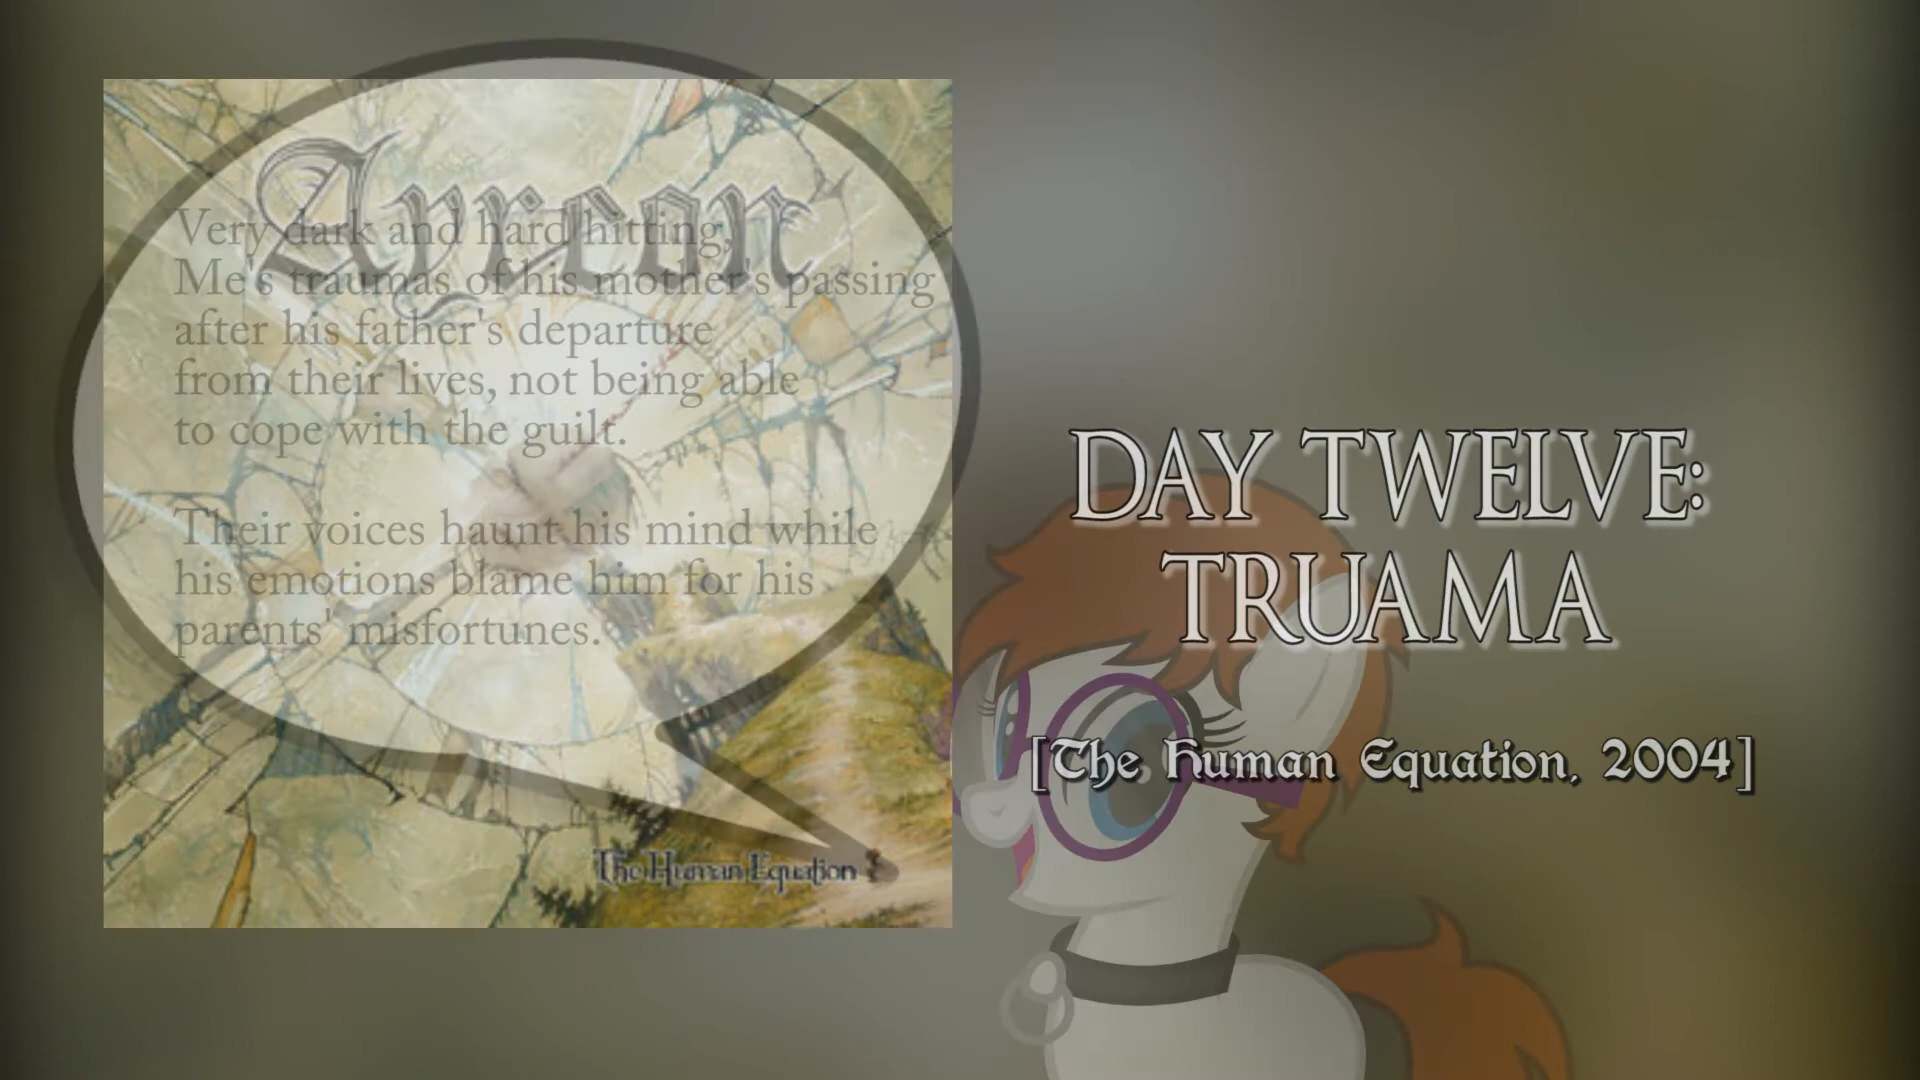 Ayreon
Very dark and hard hitting,
Me's traumas of his mother's passing
after his father's departure
from their lives, not being able
to cope with the guilt.
Their voices haunt his mind while
his emotions blame him for his
parents' misfortunes.
The Human Equation
DAY TWELVE:
TRUAMA
[The Human Equation, 2004]